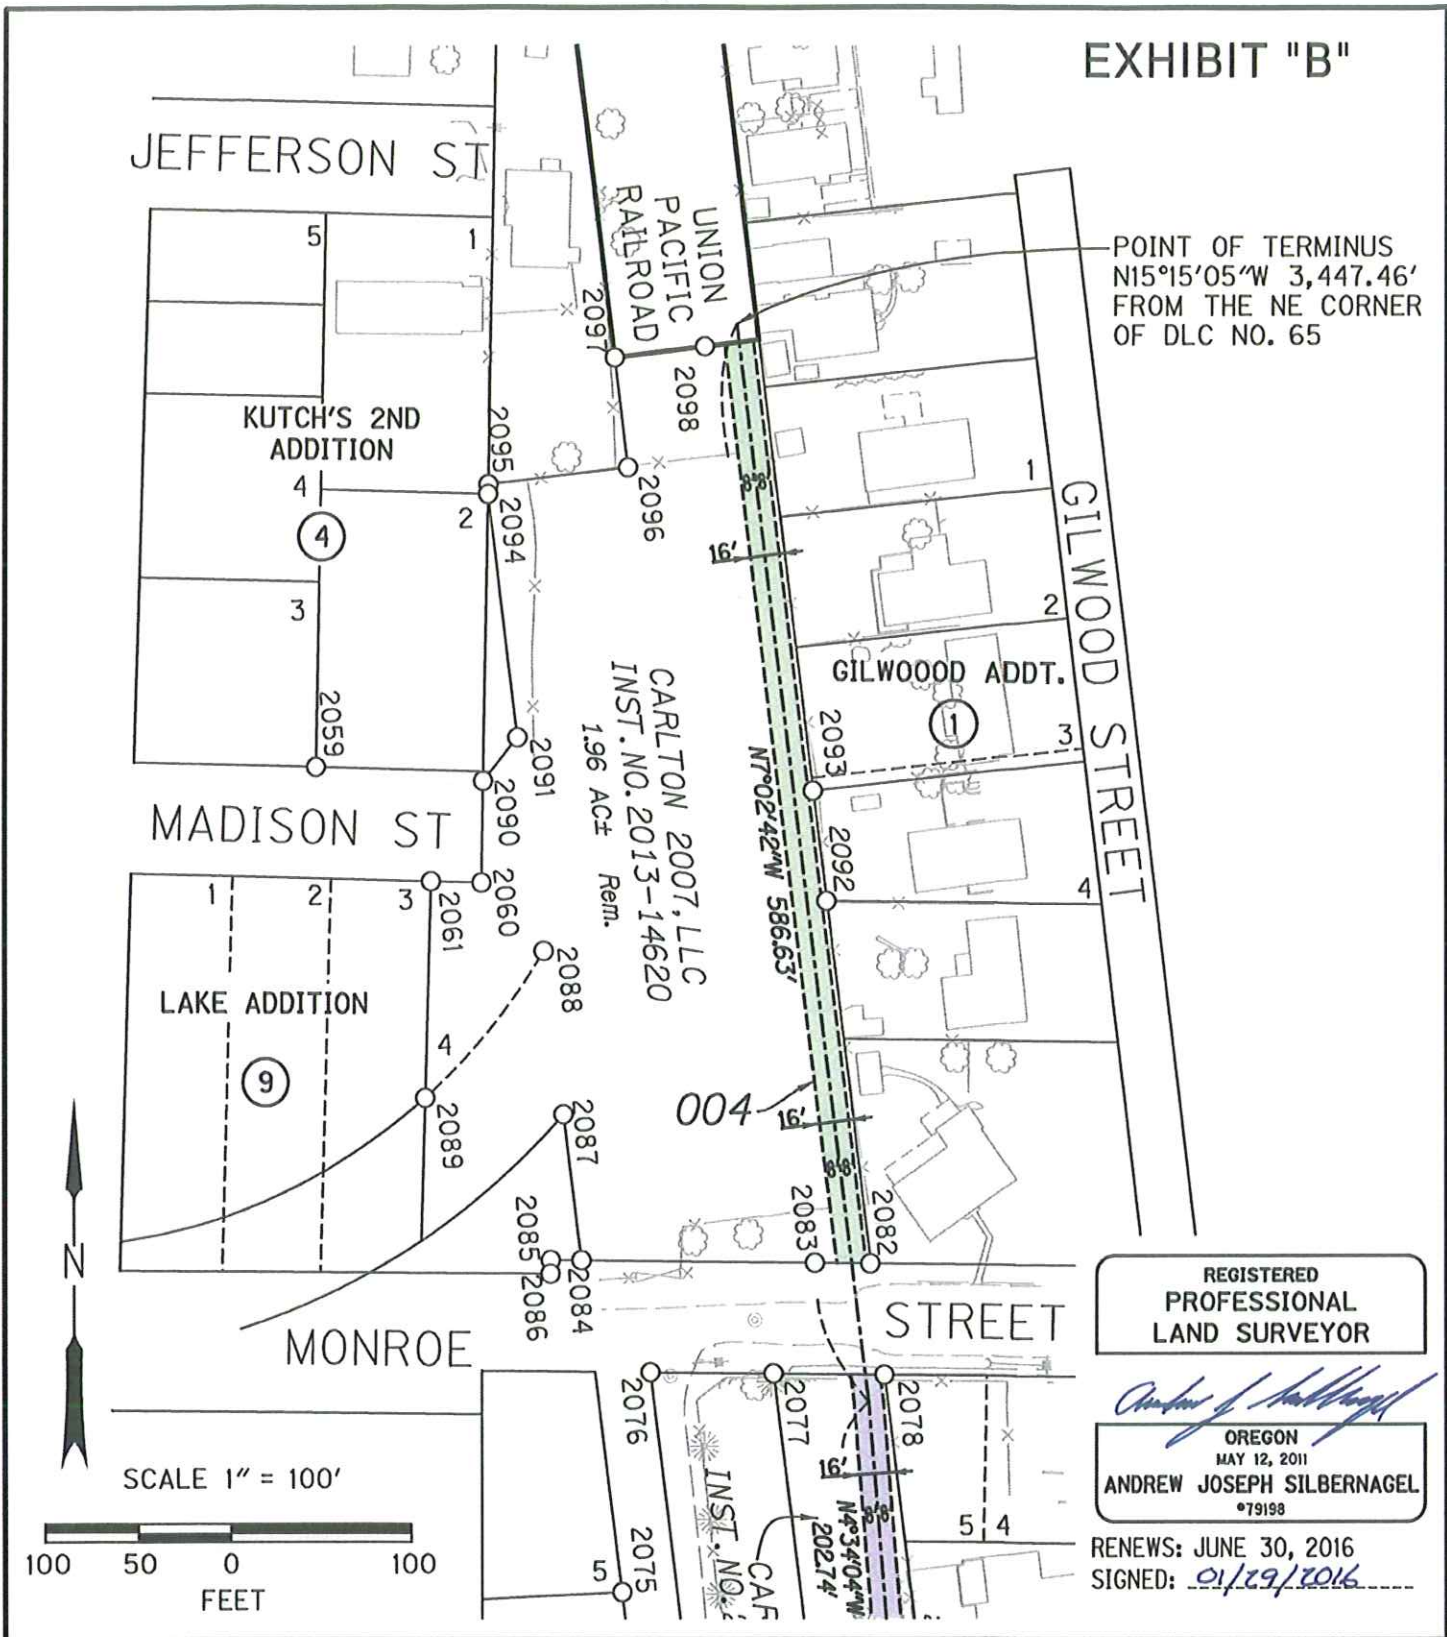 EXHIBIT "B"
JEFFERSON ST
UNION
PACIFIC
RAILROAD
POINT OF TERMINUS
N15°15'05"W 3,447.46'
FROM THE NE CORNER
OF DLC NO. 65
5
1
2097
2098
KUTCH'S 2ND
ADDITION
2095
2096
4
2
2094
4
3
8'
8'
16'
1
GILWOOD STREET
2
GILWOOOD ADDT.
1
3
2093
2059
2091
2090
CARLTON 2007, LLC
INST. NO. 2013-14620
1.96 AC± Rem.
N7°02'42"W 586.63'
MADISON ST
2092
4
1
2
3
2061
2060
2088
LAKE ADDITION
4
9
2089
2087
004
16'
8'
8'
2085
2083
2082
2086
2084
N
MONROE
STREET
REGISTERED
PROFESSIONAL
LAND SURVEYOR
OREGON
MAY 12, 2011
ANDREW JOSEPH SILBERNAGEL
•79198
RENEWS: JUNE 30, 2016
SIGNED: 01/29/2016
2076
2077
2078
16'
8'
8'
N4°34'04"W
202.74'
INST. NO.
CAR
5
2075
5
4
SCALE 1" = 100'
100
50
0
100
FEET